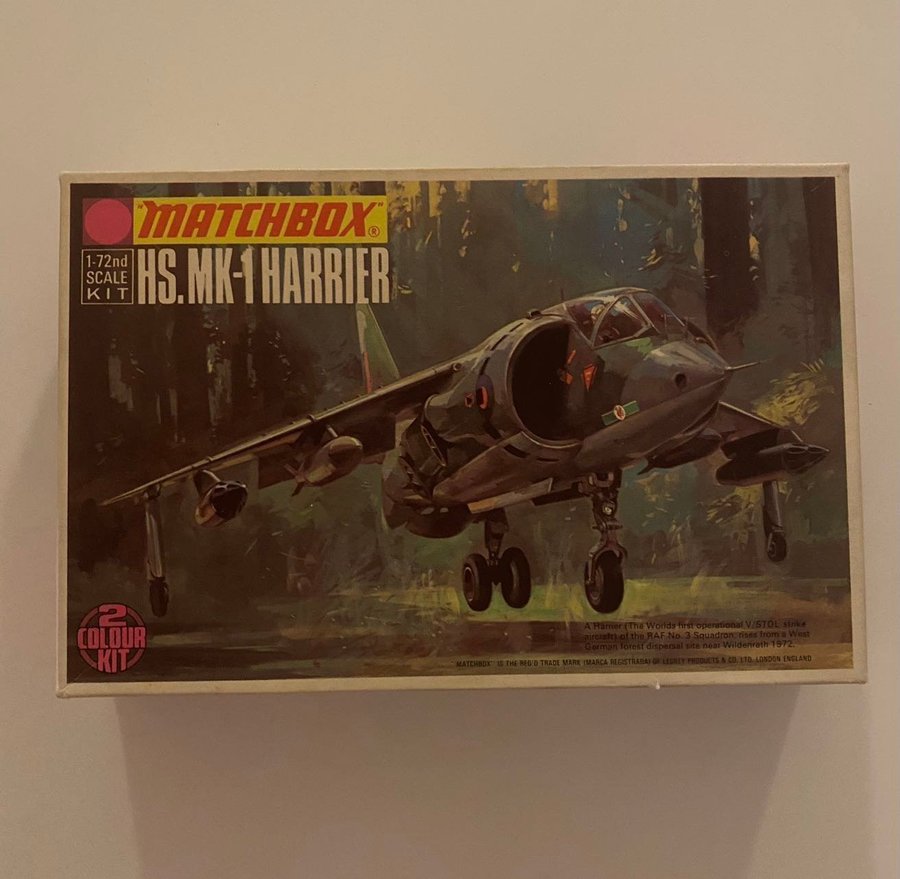 "MATCHBOX"®
1-72nd
SCALE
KIT
HS. MK-1 HARRIER
2
COLOUR
KIT
A Harrier (The Worlds first operational V/STOL strike
aircraft) of the RAF No. 3 Squadron, rises from a West
German forest dispersal site near Wildenrath 1972.
MATCHBOX" IS THE REG'D TRADE MARK (MARCA REGISTRADA) OF LESNEY PRODUCTS & CO. LTD. LONDON ENGLAND